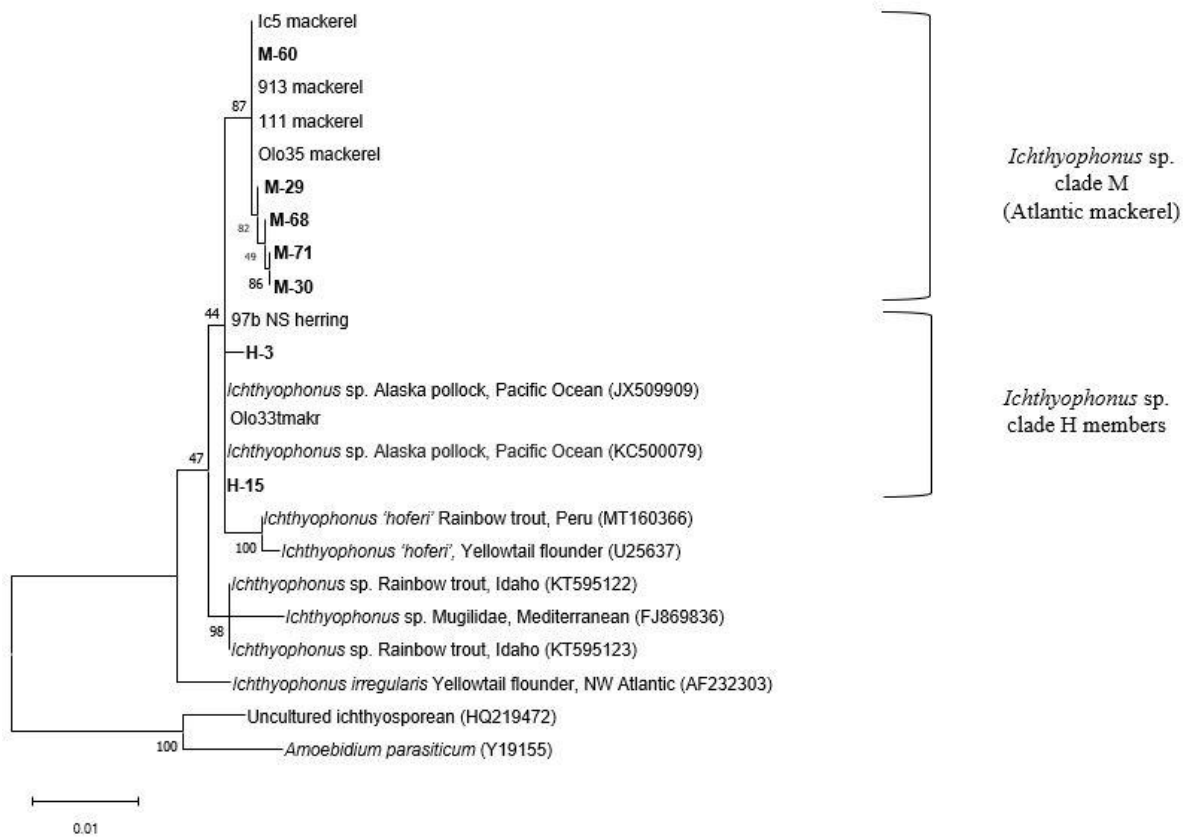 Ic5 mackerel
M-60
913 mackerel
87
111 mackerel
Olo35 mackerel
M-29
82
M-68
49
M-71
86
M-30
Ichthyophonus sp.
clade M
(Atlantic mackerel)
44
97b NS herring
H-3
Ichthyophonus sp. Alaska pollock, Pacific Ocean (JX509909)
Olo33tmakr
Ichthyophonus sp. Alaska pollock, Pacific Ocean (KC500079)
47
H-15
Ichthyophonus sp.
clade H members
Ichthyophonus 'hoferi' Rainbow trout, Peru (MT160366)
100
Ichthyophonus 'hoferi', Yellowtail flounder (U25637)
Ichthyophonus sp. Rainbow trout, Idaho (KT595122)
Ichthyophonus sp. Mugilidae, Mediterranean (FJ869836)
98
Ichthyophonus sp. Rainbow trout, Idaho (KT595123)
Ichthyophonus irregularis Yellowtail flounder, NW Atlantic (AF232303)
Uncultured ichthyosporean (HQ219472)
100
Amoebidium parasiticum (Y19155)
0.01